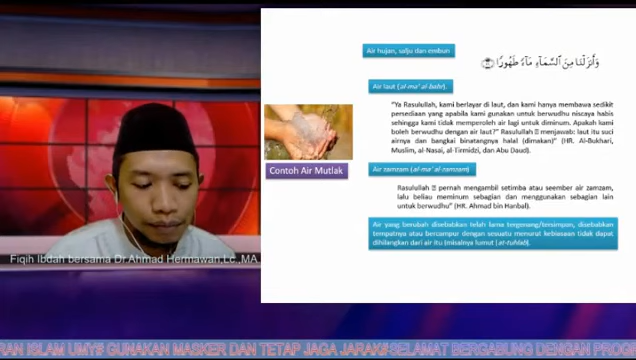 Air hujan, salju dan embun
وَأَنزَلْنَا مِنَ السَّمَاءِ مَاءً طَهُورًا
Air laut (al-ma' al-bahr).
"Ya Rasulullah, kami berlayar di laut, dan kami hanya membawa sedikit
persediaan yang apabila kami gunakan untuk berwudhu niscaya habis
sehingga kami tidak memperoleh air lagi untuk diminum. Apakah kami
boleh berwudhu dengan air laut?" Rasulullah menjawab: laut itu suci
airnya dan bangkai binatangnya halal (dimakan)" (HR. Al-Bukhari,
Muslim, al-Nasai, al-Tirmidzi, dan Abu Daud).
Contoh Air Mutlak
Air zamzam (al-ma' al-zamzam)
Rasulullah pernah mengambil setimba atau seember air zamzam,
lalu beliau meminum sebagian dan menggunakan sebagian lain
untuk berwudhu" (HR. Ahmad bin Hanbal).
Air yang berubah disebabkan telah lama tergenang/tersimpan, disebabkan
tempatnya atau bercampur dengan sesuatu menurut kebiasaan tidak dapat
dihilangkan dari air itu (misalnya lumut (at-tuhlab).
Fiqih Ibdah bersama Dr Ahmad Hermawan,Lc.,MA
RAN ISLAM UMY GUNAKAN MASKER DAN TETAP JAGA JARAK SELAMAT BERGABUNG DENGAN PROG